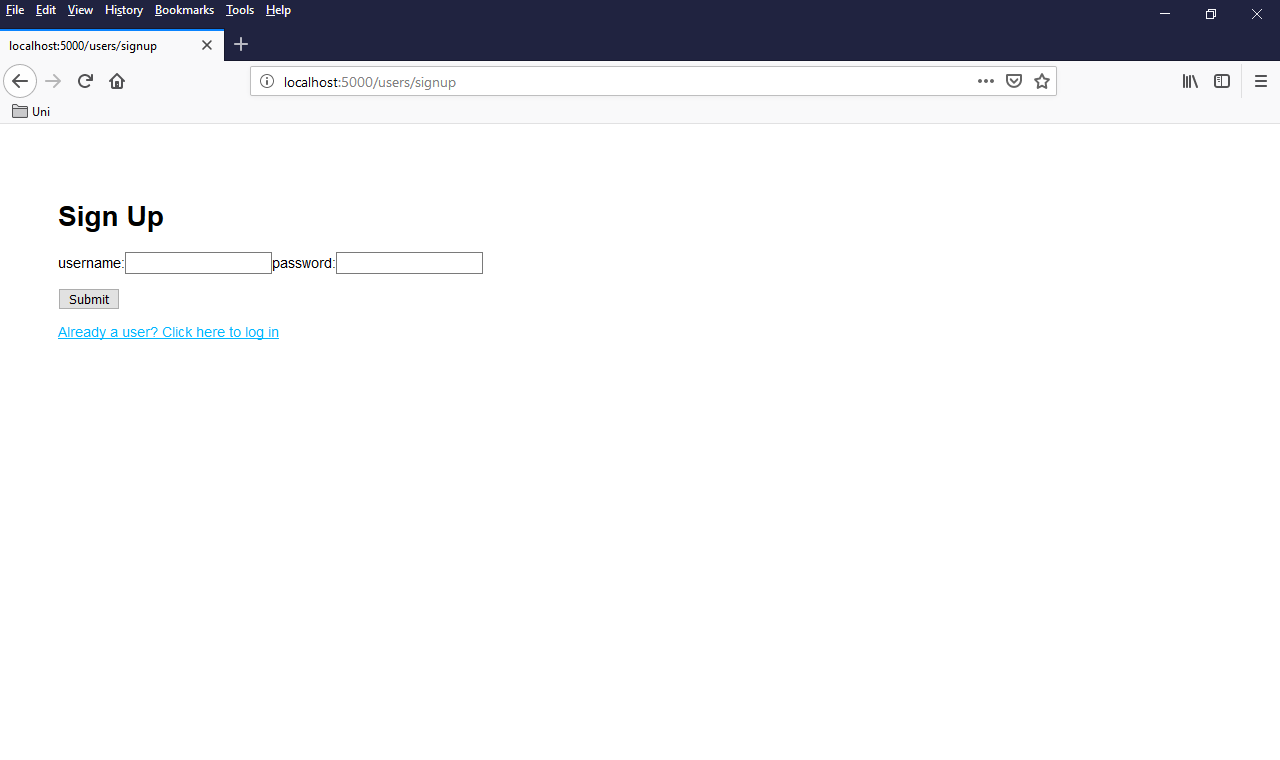 File Edit View History Bookmarks Tools Help
localhost:5000/users/signup
localhost:5000/users/signup
Uni
Sign Up
username: password:
Submit
Already a user? Click here to log in